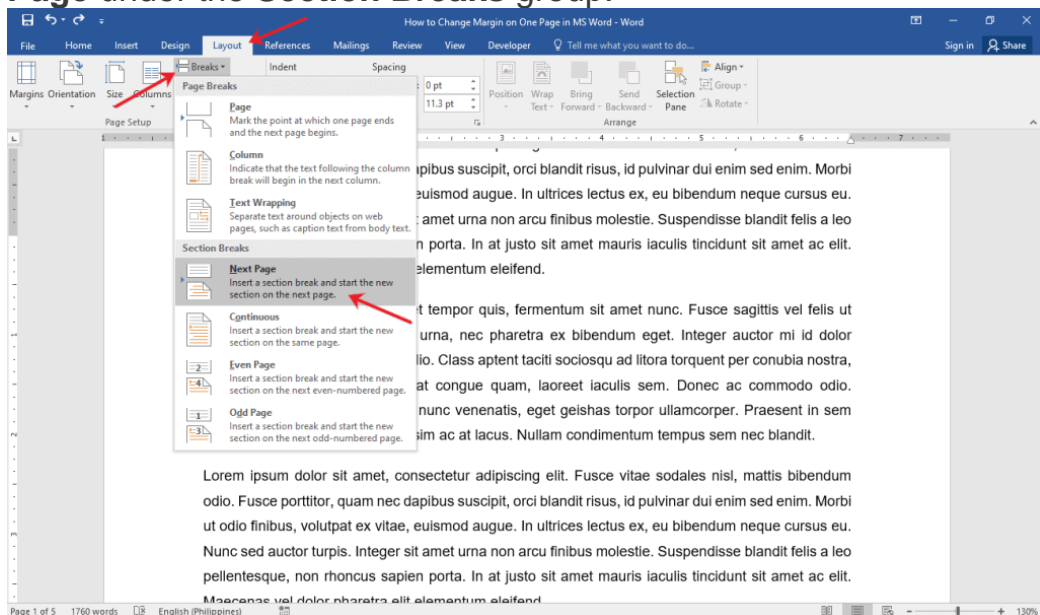 Page under the Section Breaks group.
How to Change Margin on One Page in MS Word - Word
File Home Insert Design Layout References Mailings Review View Developer Tell me what you want to do... Sign in Share
Breaks Indent Spacing Align
0 pt Group
Margins Orientation Size Columns 11.3 pt Position Wrap Bring Send Selection Rotate
Text Forward Backward Pane
Page Setup Arrange
Page Breaks
Page
Mark the point at which one page ends
and the next page begins.
Column
Indicate that the text following the column
break will begin in the next column.
Text Wrapping
Separate text around objects on web
pages, such as caption text from body text.
Section Breaks
Next Page
Insert a section break and start the new
section on the next page.
Continuous
Insert a section break and start the new
section on the same page.
Even Page
Insert a section break and start the new
section on the next even-numbered page.
Odd Page
Insert a section break and start the new
section on the next odd-numbered page.
1 3 4 5 6 7
dapibus suscipit, orci blandit risus, id pulvinar dui enim sed enim. Morbi
euismod augue. In ultrices lectus ex, eu bibendum neque cursus eu.
amet urna non arcu finibus molestie. Suspendisse blandit felis a leo
porta. In at justo sit amet mauris iaculis tincidunt sit amet ac elit.
elementum eleifend.
tempor quis, fermentum sit amet nunc. Fusce sagittis vel felis ut
urna, nec pharetra ex bibendum eget. Integer auctor mi id dolor
Class aptent taciti sociosqu ad litora torquent per conubia nostra,
at congue quam, laoreet iaculis sem. Donec ac commodo odio.
nunc venenatis, eget geishas torpor ullamcorper. Praesent in sem
ac at lacus. Nullam condimentum tempus sem nec blandit.
Lorem ipsum dolor sit amet, consectetur adipiscing elit. Fusce vitae sodales nisl, mattis bibendum
odio. Fusce porttitor, quam nec dapibus suscipit, orci blandit risus, id pulvinar dui enim sed enim. Morbi
ut odio finibus, volutpat ex vitae, euismod augue. In ultrices lectus ex, eu bibendum neque cursus eu.
Nunc sed auctor turpis. Integer sit amet urna non arcu finibus molestie. Suspendisse blandit felis a leo
pellentesque, non rhoncus sapien porta. In at justo sit amet mauris iaculis tincidunt sit amet ac elit.
Maecenas vel dolor pharetra elit elementum eleifend
Page 1 of 5 1760 words English (Philippines) 130%